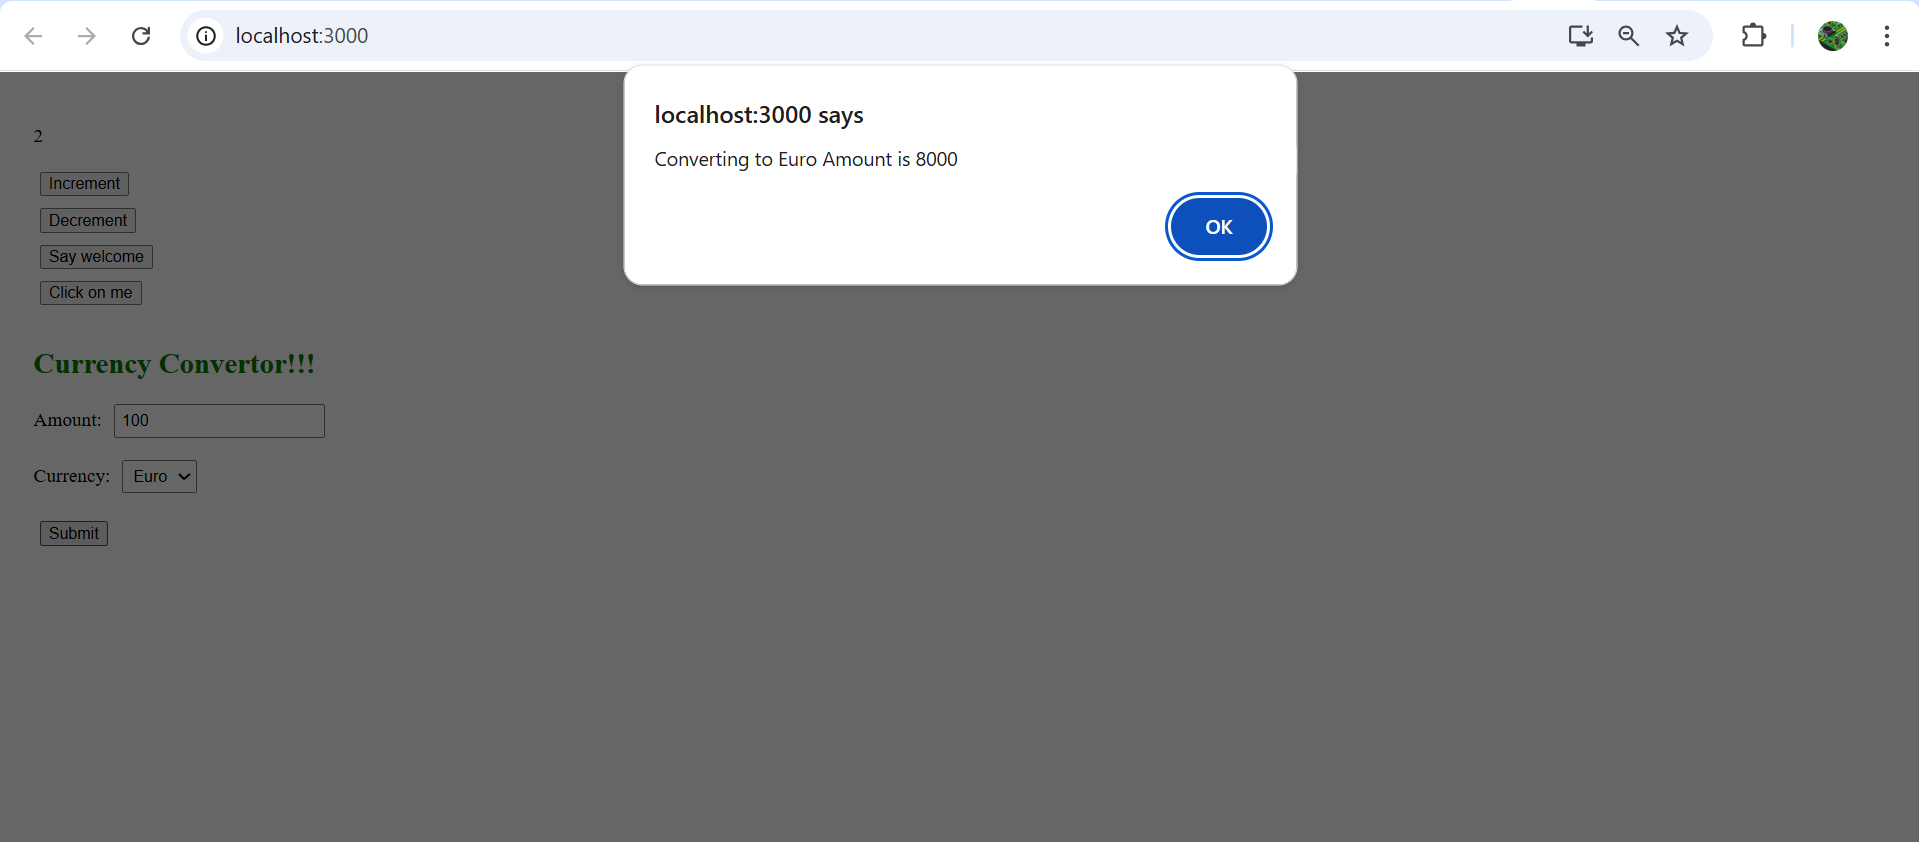 localhost:3000
localhost:3000 says
Converting to Euro Amount is 8000
OK
2
Increment
Decrement
Say welcome
Click on me
Currency Convertor!!!
Amount: 100
Currency: Euro
Submit